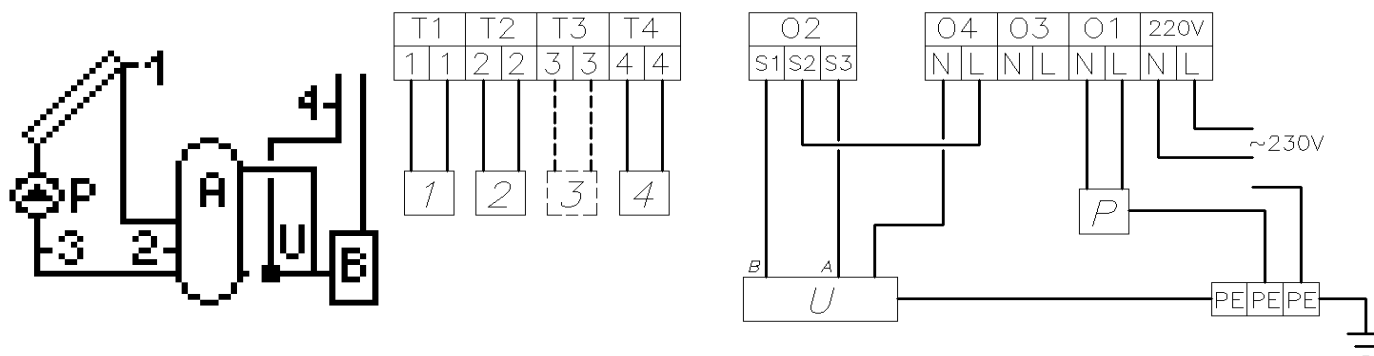 T1 T2 T3 T4 O2 O4 O3 O1 220V
1 1 2 2 3 3 4 4 S1 S2 S3 N L N L N L N L
1
4
~230V
P A 1 2 3 4 P
3 2 U B
B A
U PE PE PE